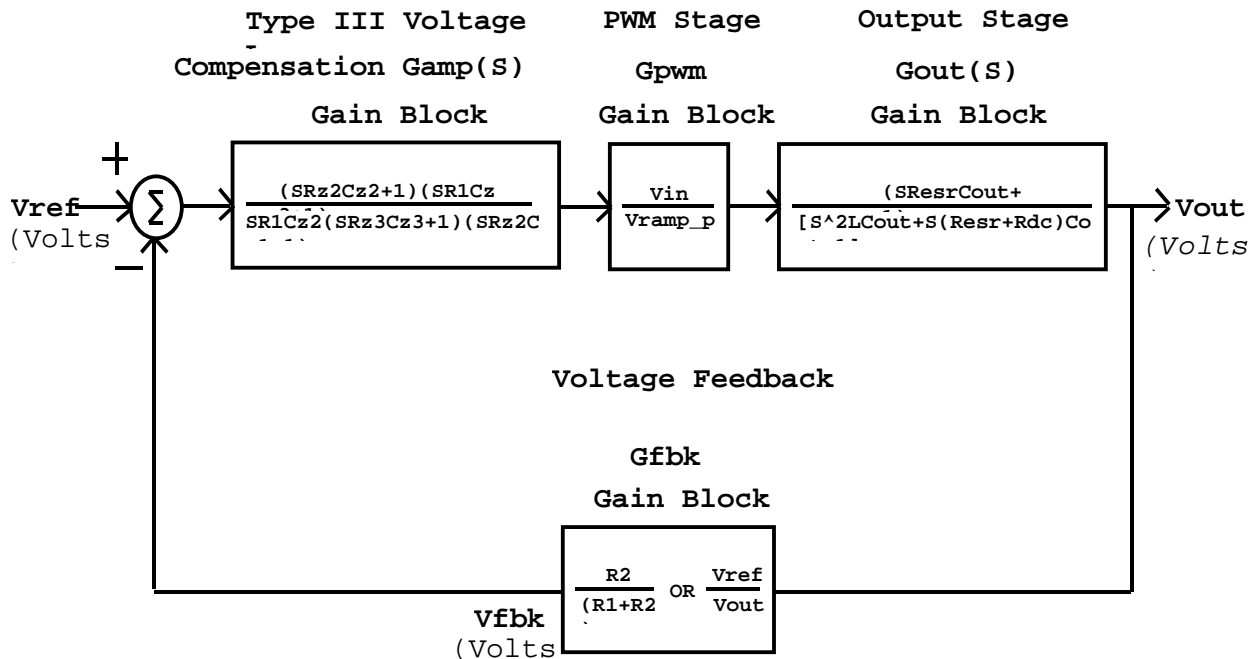 Type III Voltage
Compensation Gamp(S)
Gain Block
PWM Stage
Gpwm
Gain Block
Output Stage
Gout(S)
Gain Block
+
Vref
(Volts
−
Σ
(SRz2Cz2+1)(SR1Cz
SR1Cz2(SRz3Cz3+1)(SRz2C
Vin
Vramp_p
(SResrCout+
[S^2LCout+S(Resr+Rdc)Co
Vout
(Volts
Voltage Feedback
Gfbk
Gain Block
R2
(R1+R2
OR
Vref
Vout
Vfbk
(Volts